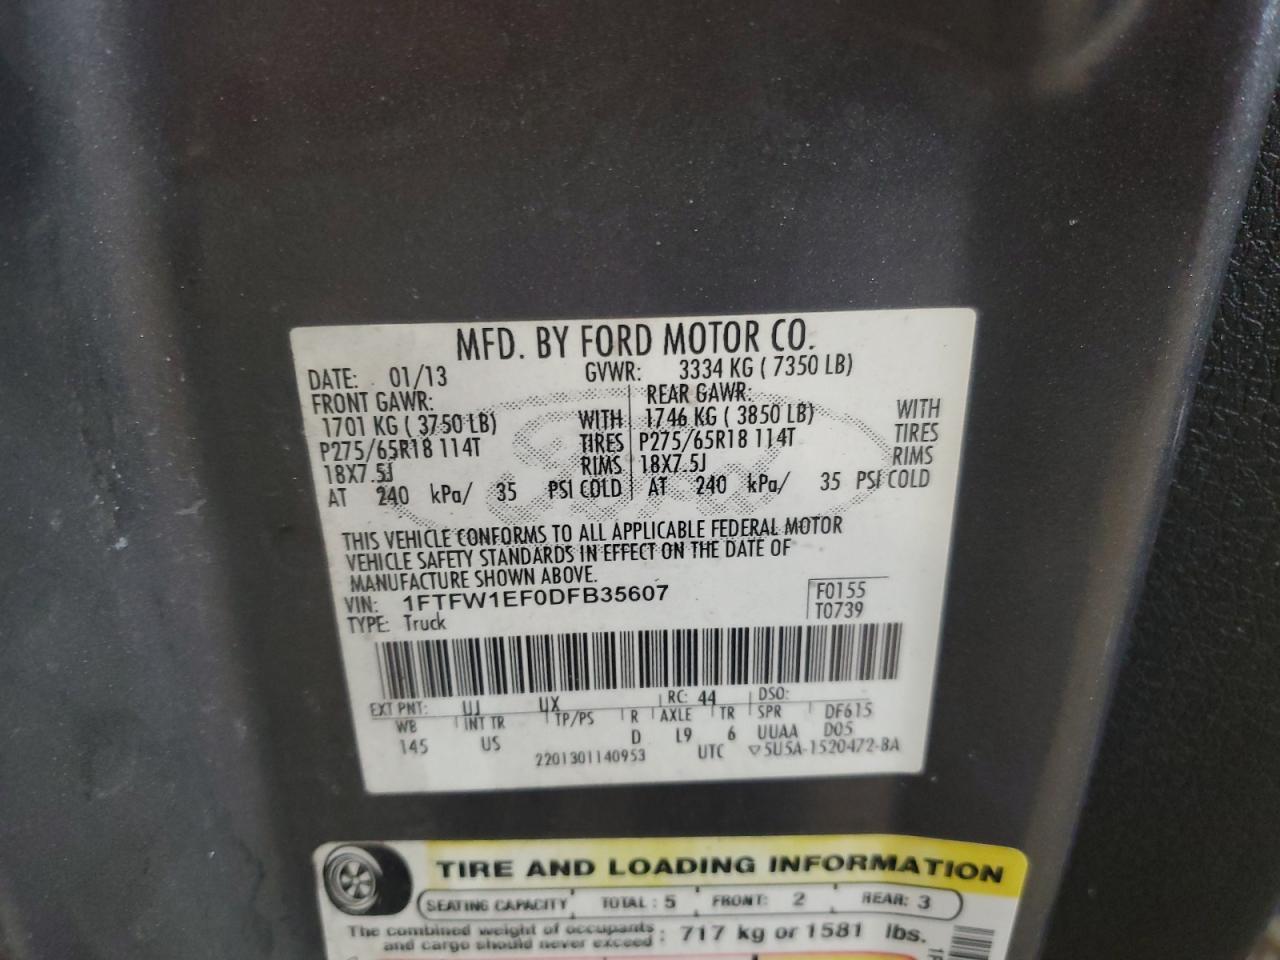 MFD. BY FORD MOTOR CO.
DATE: 01/13 GVWR: 3334 KG ( 7350 LB)
FRONT GAWR: REAR GAWR:
1701 KG ( 3750 LB) WITH 1746 KG ( 3850 LB) WITH
P275/65R18 114T TIRES P275/65R18 114T TIRES
18X7.5J RIMS 18X7.5J RIMS
AT 240 kPa/ 35 PSI COLD AT 240 kPa/ 35 PSI COLD
THIS VEHICLE CONFORMS TO ALL APPLICABLE FEDERAL MOTOR
VEHICLE SAFETY STANDARDS IN EFFECT ON THE DATE OF
MANUFACTURE SHOWN ABOVE.
VIN: 1FTFW1EF0DFB35607 F0155
TYPE: Truck T0739
EXT PNT: UJ UX RC: 44 DSO:
WB INT TR TP/PS R AXLE TR SPR DF615
145 US D L9 6 UUAA D05
2201301140953 UTC ▽5U5A-1520472-BA
TIRE AND LOADING INFORMATION
SEATING CAPACITY TOTAL : 5 FRONT: 2 REAR: 3
The combined weight of occupants
and cargo should never exceed : 717 kg or 1581 lbs.